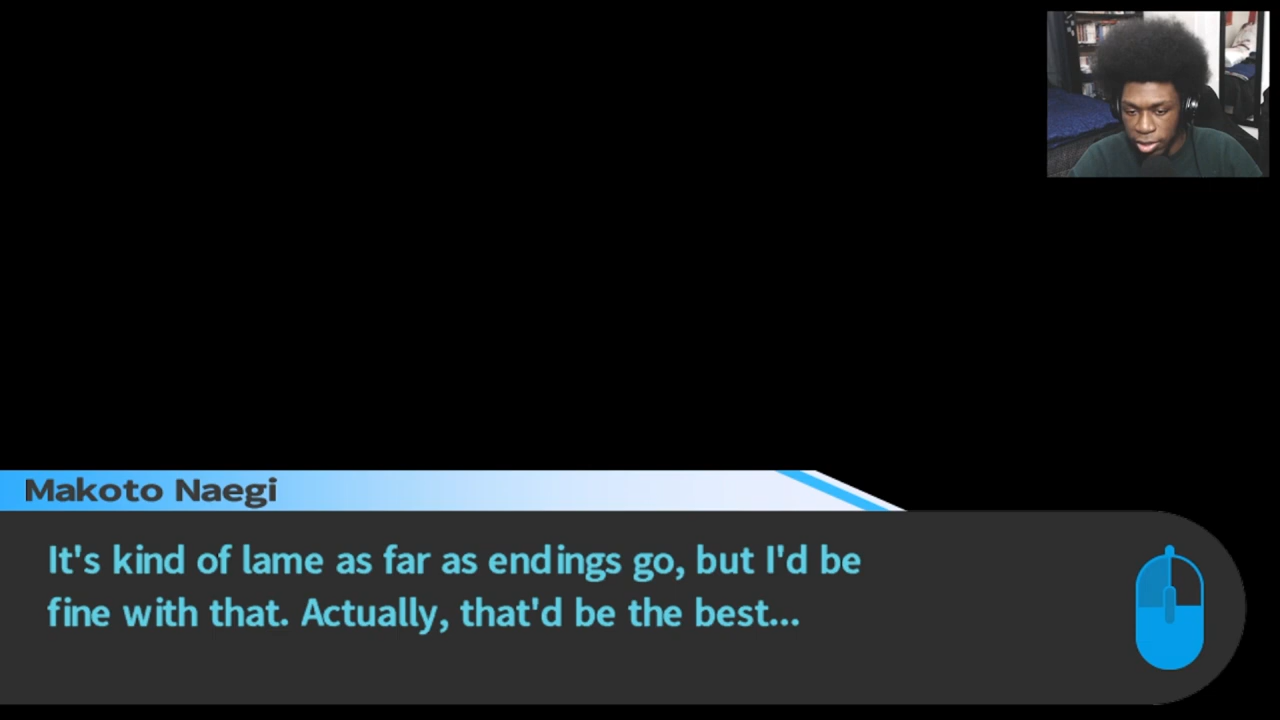 Makoto Naegi
It's kind of lame as far as endings go, but I'd be
fine with that. Actually, that'd be the best...